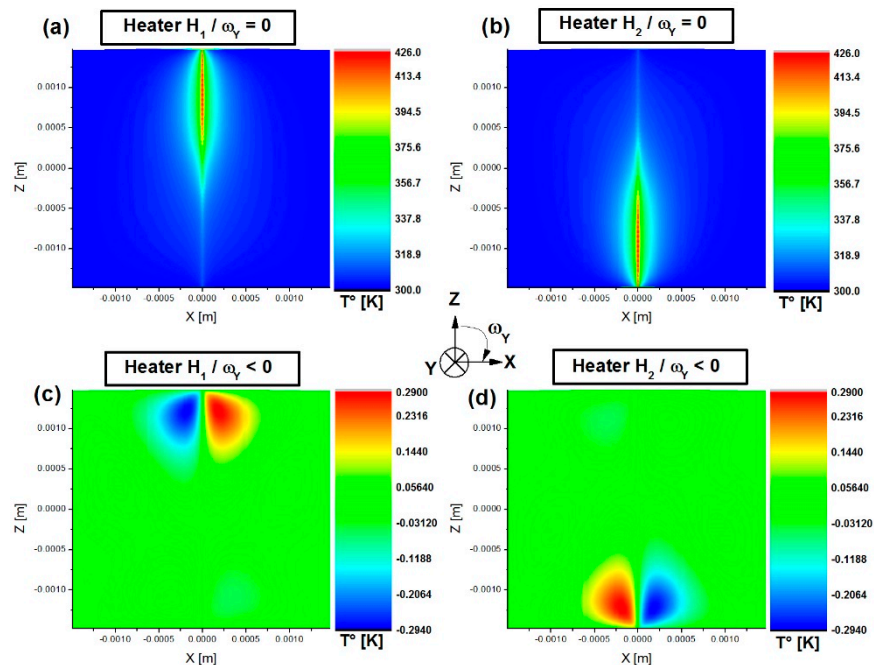 (a)
Heater H₁ / ωY = 0
426.0
413.4
394.5
375.6
356.7
337.8
318.9
300.0
T° [K]
0.0010
0.0005
0.0000
-0.0005
-0.0010
Z [m]
-0.0010 -0.0005 0.0000 0.0005 0.0010
X [m]
(b)
Heater H₂ / ωY = 0
426.0
413.4
394.5
375.6
356.7
337.8
318.9
300.0
T° [K]
0.0010
0.0005
0.0000
-0.0005
-0.0010
Z [m]
-0.0010 -0.0005 0.0000 0.0005 0.0010
X [m]
Z
ωY
Y
X
(c)
Heater H₁ / ωY < 0
0.2900
0.2316
0.1440
0.05640
-0.03120
-0.1188
-0.2064
-0.2940
T° [K]
0.0010
0.0005
0.0000
-0.0005
-0.0010
Z [m]
-0.0010 -0.0005 0.0000 0.0005 0.0010
X [m]
(d)
Heater H₂ / ωY < 0
0.2900
0.2316
0.1440
0.05640
-0.03120
-0.1188
-0.2064
-0.2940
T° [K]
0.0010
0.0005
0.0000
-0.0005
-0.0010
Z [m]
-0.0010 -0.0005 0.0000 0.0005 0.0010
X [m]